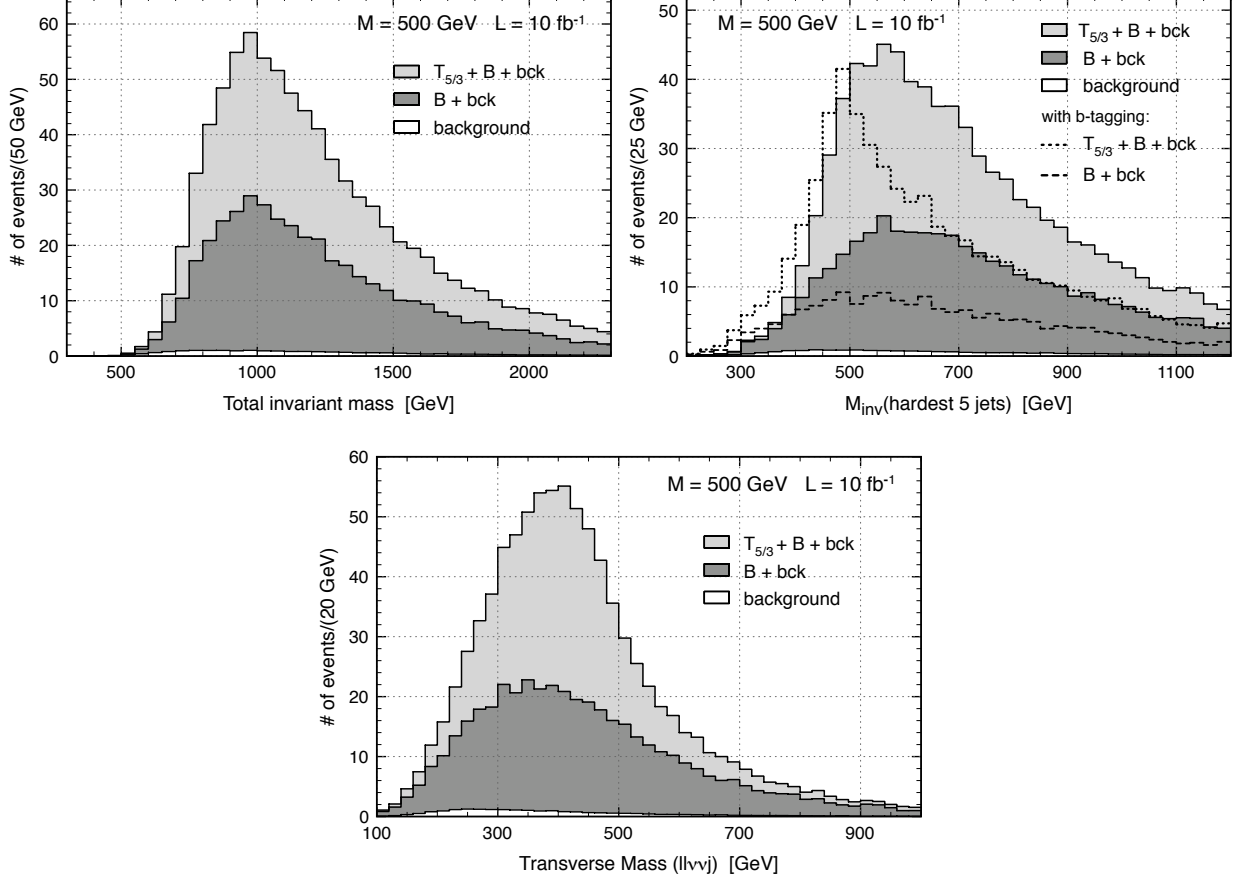 M = 500 GeV L = 10 fb-1
T5/3 + B + bck
B + bck
background
# of events/(50 GeV)
60
50
40
30
20
10
0
500 1000 1500 2000
Total invariant mass [GeV]
M = 500 GeV L = 10 fb-1
T5/3 + B + bck
B + bck
background
with b-tagging:
T5/3 + B + bck
B + bck
# of events/(25 GeV)
50
40
30
20
10
0
300 500 700 900 1100
Minv(hardest 5 jets) [GeV]
M = 500 GeV L = 10 fb-1
T5/3 + B + bck
B + bck
background
# of events/(20 GeV)
60
50
40
30
20
10
0
100 300 500 700 900
Transverse Mass (llννj) [GeV]